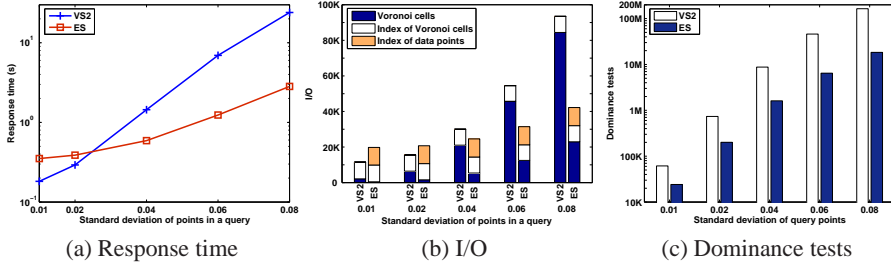 VS2
ES
Response time (s)
10^1
10^0
10^-1
0.01 0.02 0.04 0.06 0.08
Standard deviation of points in a query
(a) Response time
Voronoi cells
Index of Voronoi cells
Index of data points
I/O
100K
80K
60K
40K
20K
0
VS2 ES VS2 ES VS2 ES VS2 ES VS2 ES
0.01 0.02 0.04 0.06 0.08
Standard deviation of points in a query
(b) I/O
VS2
ES
Dominance tests
200M
100M
10M
1M
100K
10K
0.01 0.02 0.04 0.06 0.08
Standard deviation of query points
(c) Dominance tests